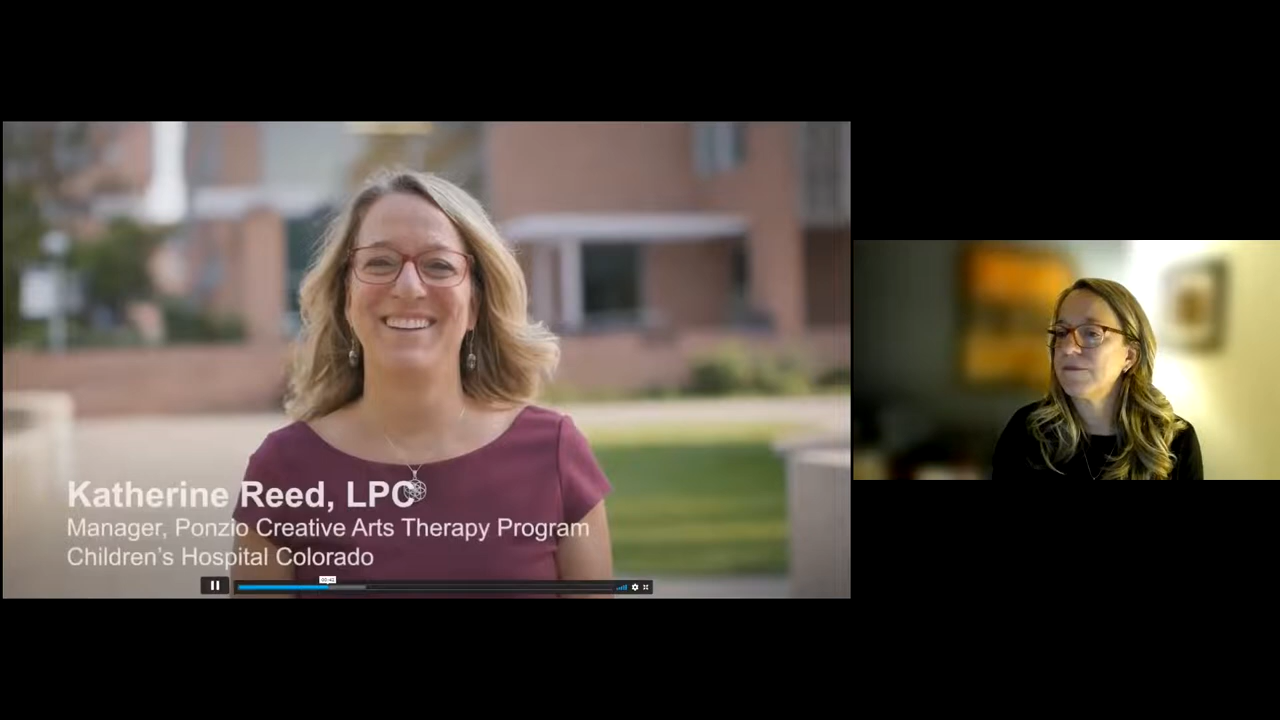 Katherine Reed, LPC
Manager, Ponzio Creative Arts Therapy Program
Children's Hospital Colorado